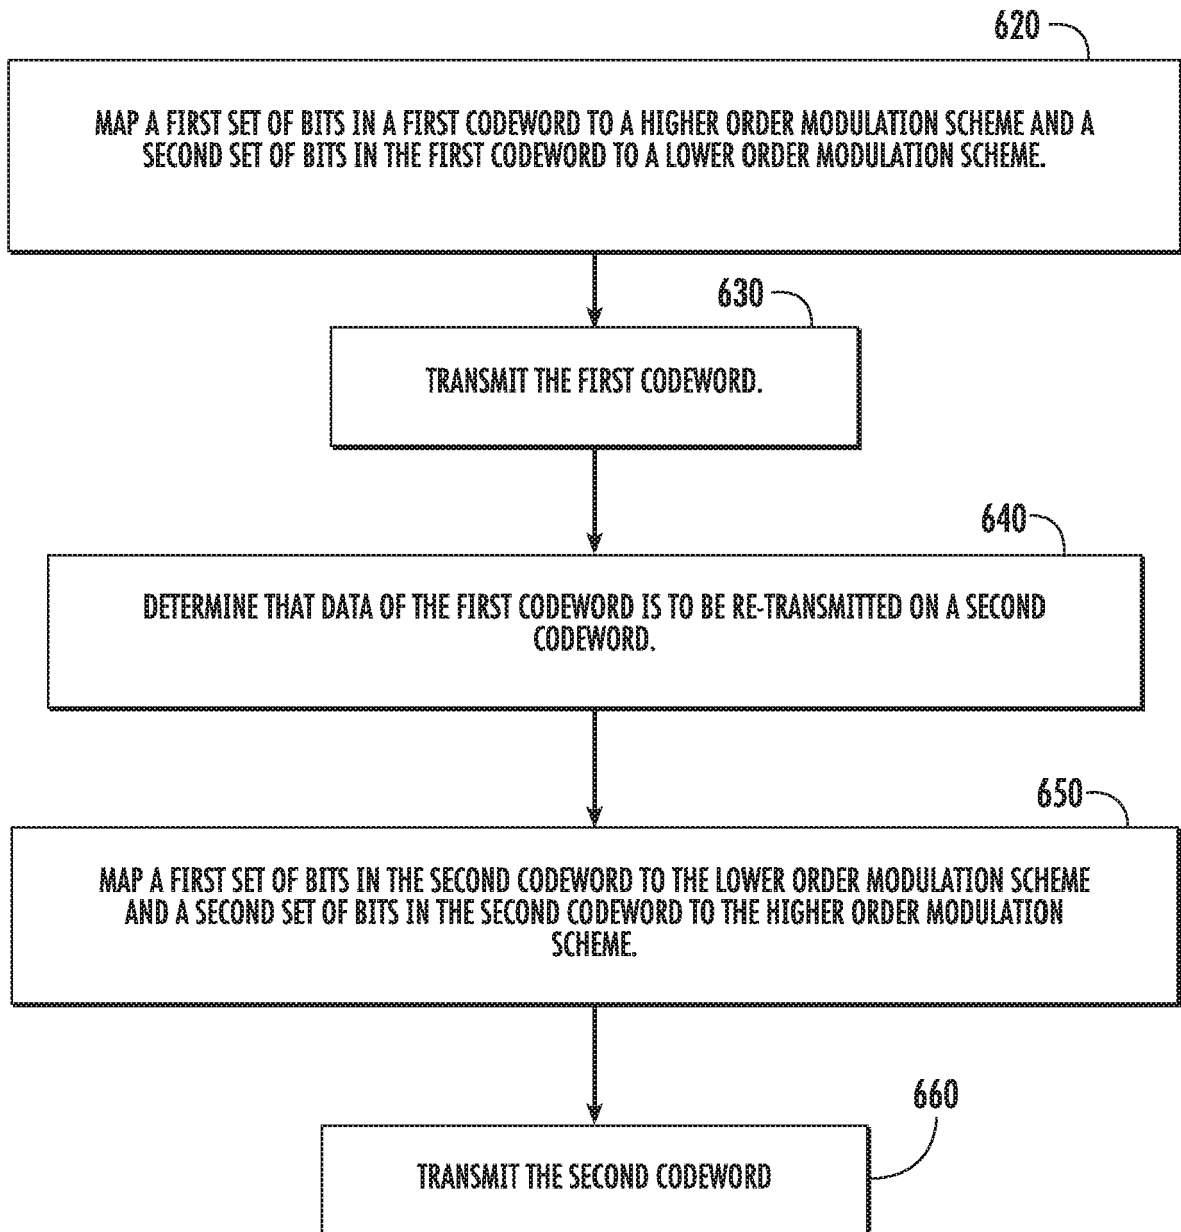 620
MAP A FIRST SET OF BITS IN A FIRST CODEWORD TO A HIGHER ORDER MODULATION SCHEME AND A
SECOND SET OF BITS IN THE FIRST CODEWORD TO A LOWER ORDER MODULATION SCHEME.
630
TRANSMIT THE FIRST CODEWORD.
640
DETERMINE THAT DATA OF THE FIRST CODEWORD IS TO BE RE-TRANSMITTED ON A SECOND
CODEWORD.
650
MAP A FIRST SET OF BITS IN THE SECOND CODEWORD TO THE LOWER ORDER MODULATION SCHEME
AND A SECOND SET OF BITS IN THE SECOND CODEWORD TO THE HIGHER ORDER MODULATION
SCHEME.
660
TRANSMIT THE SECOND CODEWORD